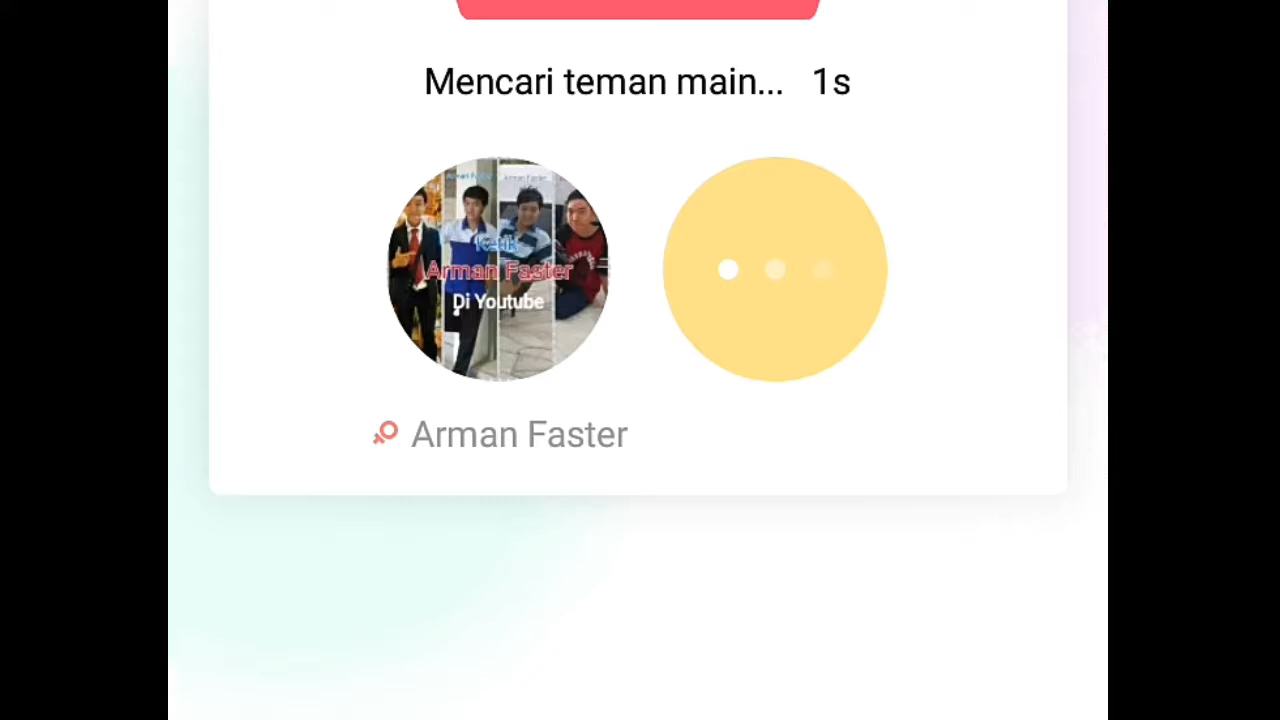 Mencari teman main... 1s
Ketik
Arman Faster
Di Youtube
Arman Faster